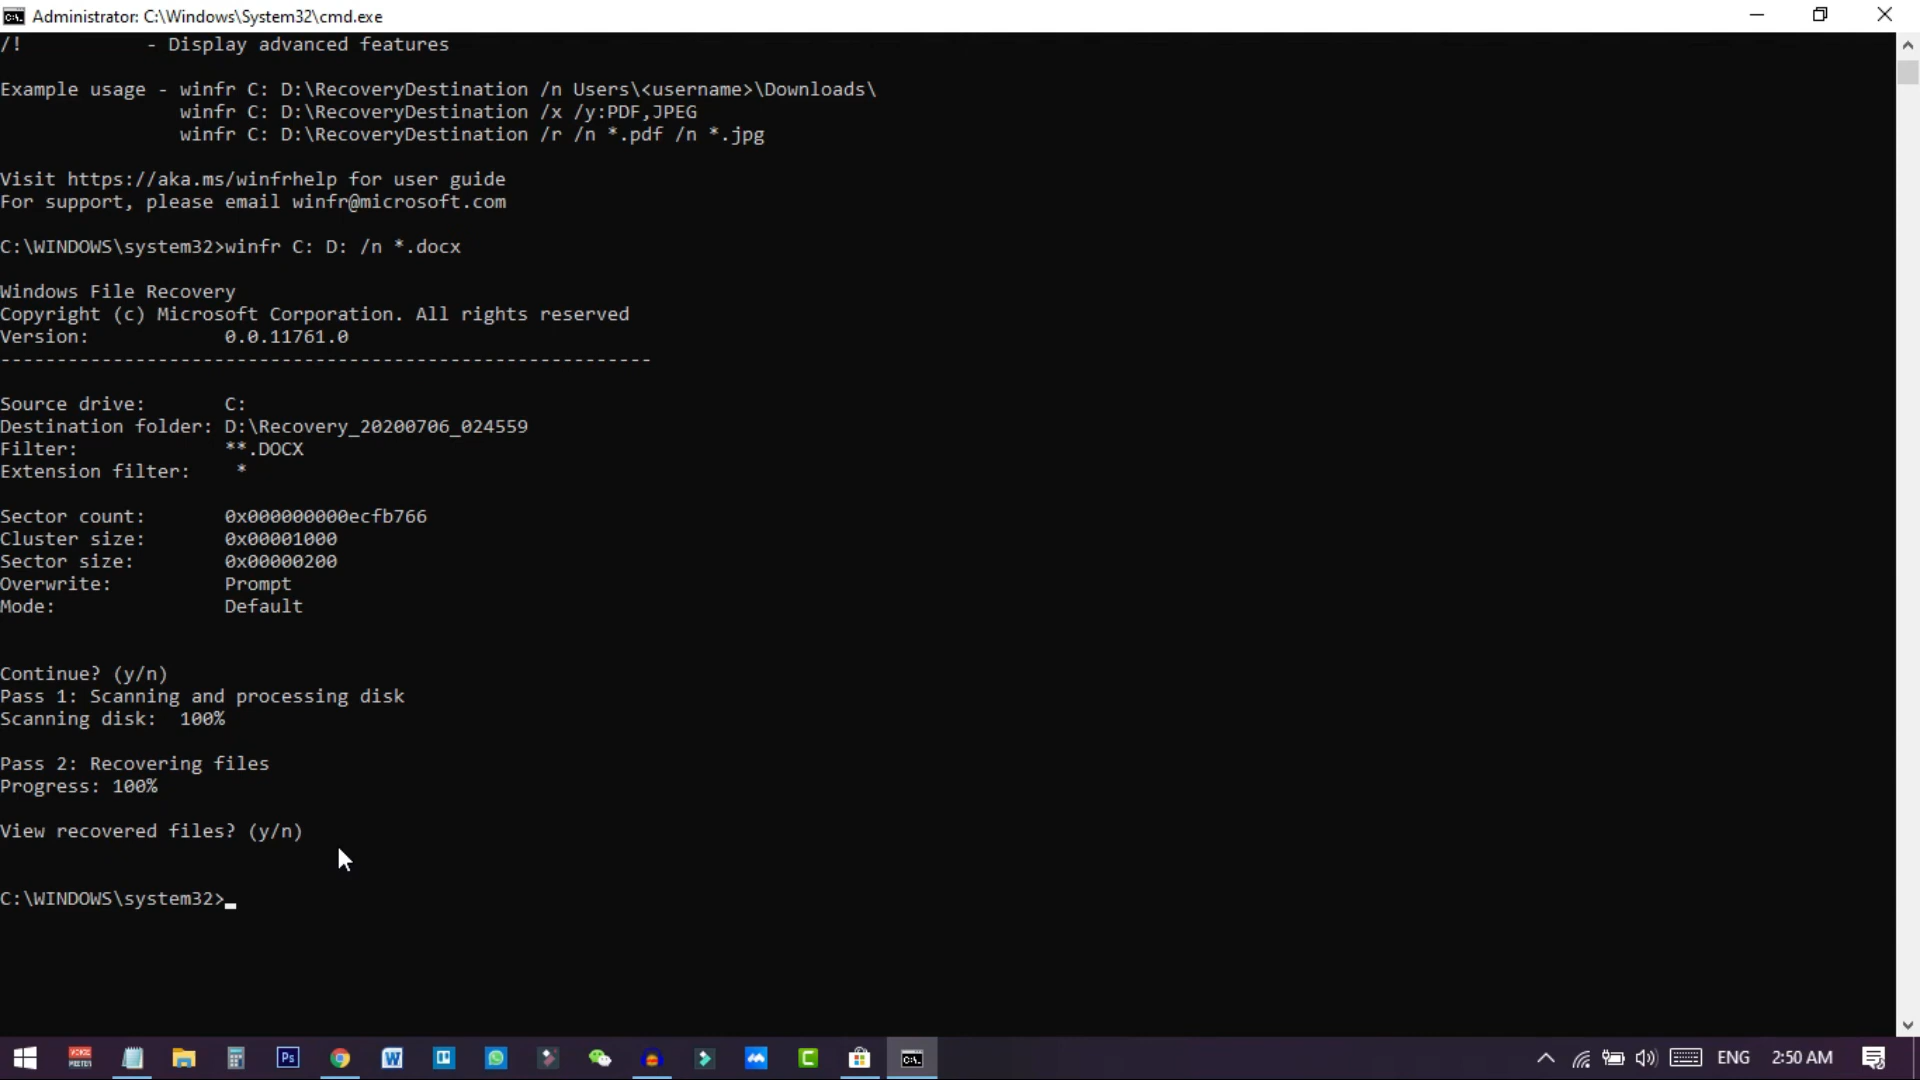 Administrator: C:\Windows\System32\cmd.exe
/! - Display advanced features
Example usage - winfr C: D:\RecoveryDestination /n Users\<username>\Downloads\
winfr C: D:\RecoveryDestination /x /y:PDF,JPEG
winfr C: D:\RecoveryDestination /r /n *.pdf /n *.jpg
Visit https://aka.ms/winfrhelp for user guide
For support, please email winfr@microsoft.com
C:\WINDOWS\system32>winfr C: D: /n *.docx
Windows File Recovery
Copyright (c) Microsoft Corporation. All rights reserved
Version: 0.0.11761.0
----------------------------------------------------------
Source drive: C:
Destination folder: D:\Recovery_20200706_024559
Filter: **.DOCX
Extension filter: *
Sector count: 0x000000000ecfb766
Cluster size: 0x00001000
Sector size: 0x00000200
Overwrite: Prompt
Mode: Default
Continue? (y/n)
Pass 1: Scanning and processing disk
Scanning disk: 100%
Pass 2: Recovering files
Progress: 100%
View recovered files? (y/n)
C:\WINDOWS\system32>_
Ps
ENG 2:50 AM